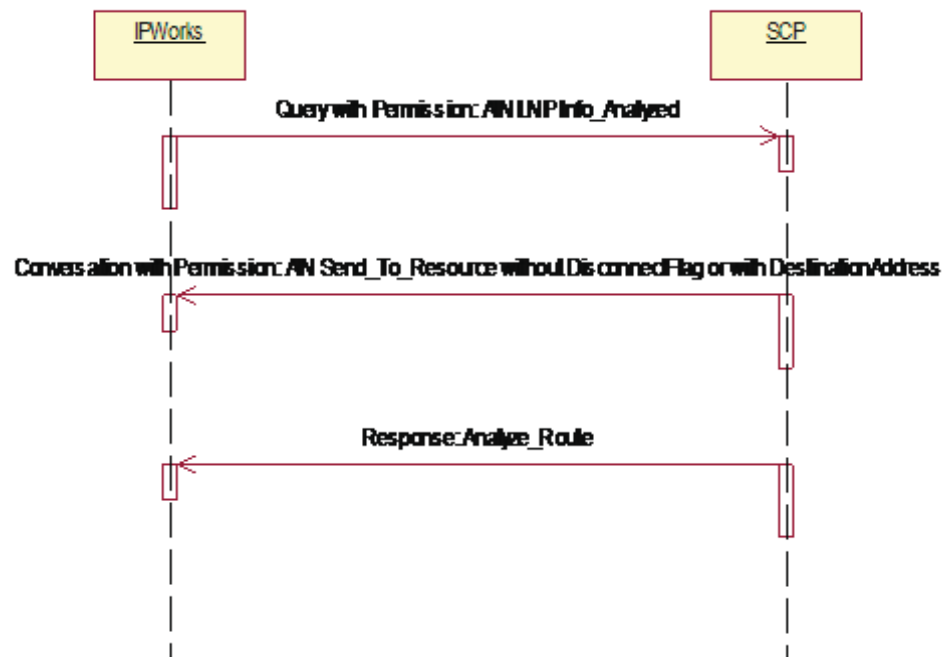 IPWorks
SCP
Query with Permission: AIN LNP Info_Analyzed
Conversation with Permission: AIN Send_To_Resource without DisconnectFlag or with DestinationAddress
Response: Analyze_Route